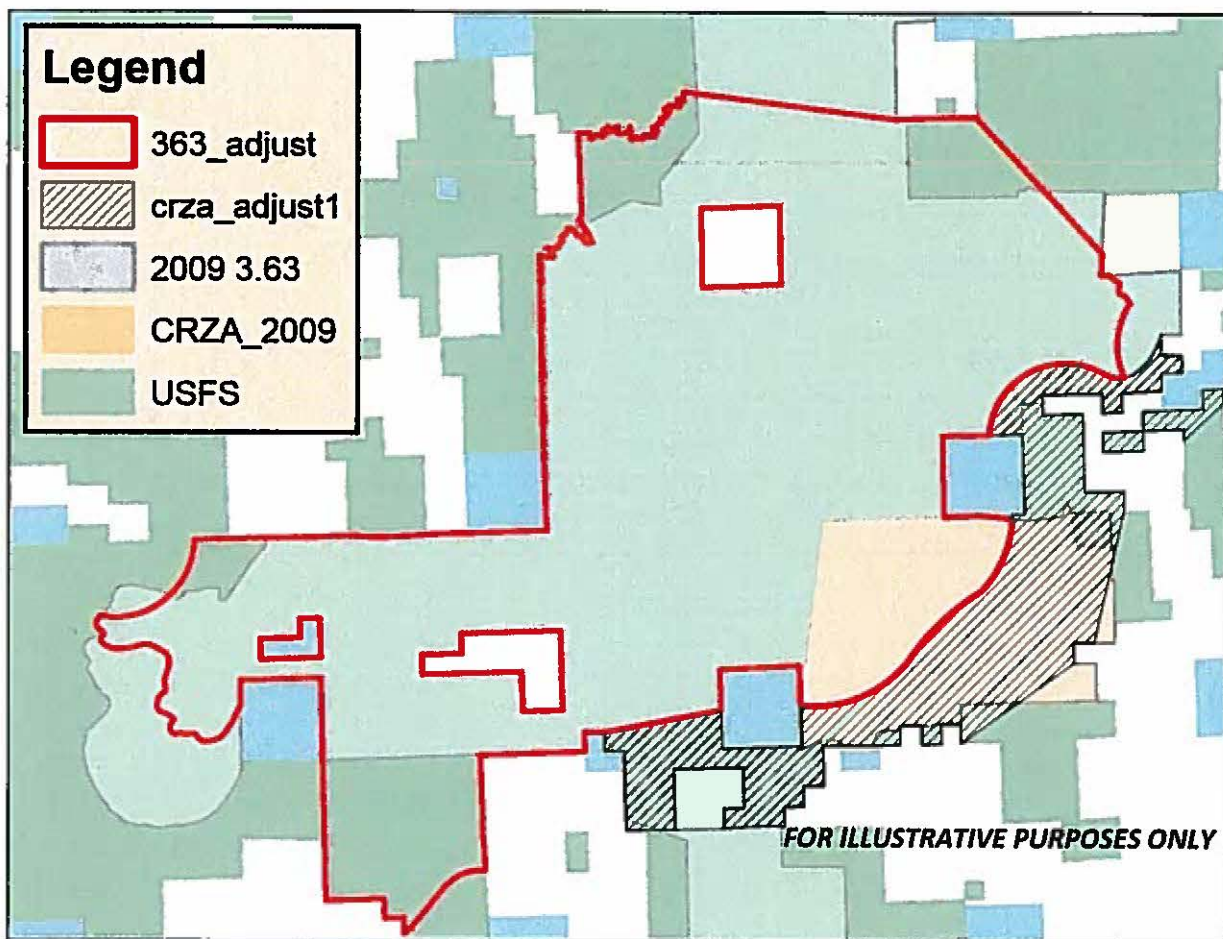 Legend
363_adjust
crza_adjust1
2009 3.63
CRZA_2009
USFS
FOR ILLUSTRATIVE PURPOSES ONLY